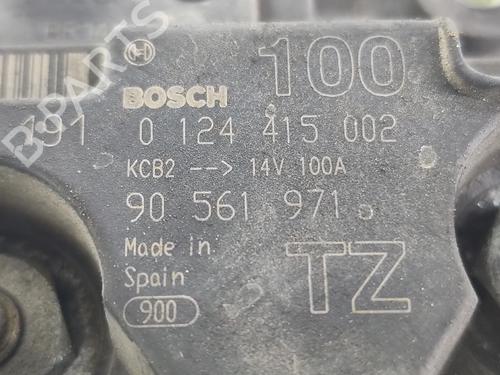 100
BOSCH
191 0 124 415 002
KCB2 --> 14V 100A
90 561 971
Made in
Spain
TZ
900
B-PARTS